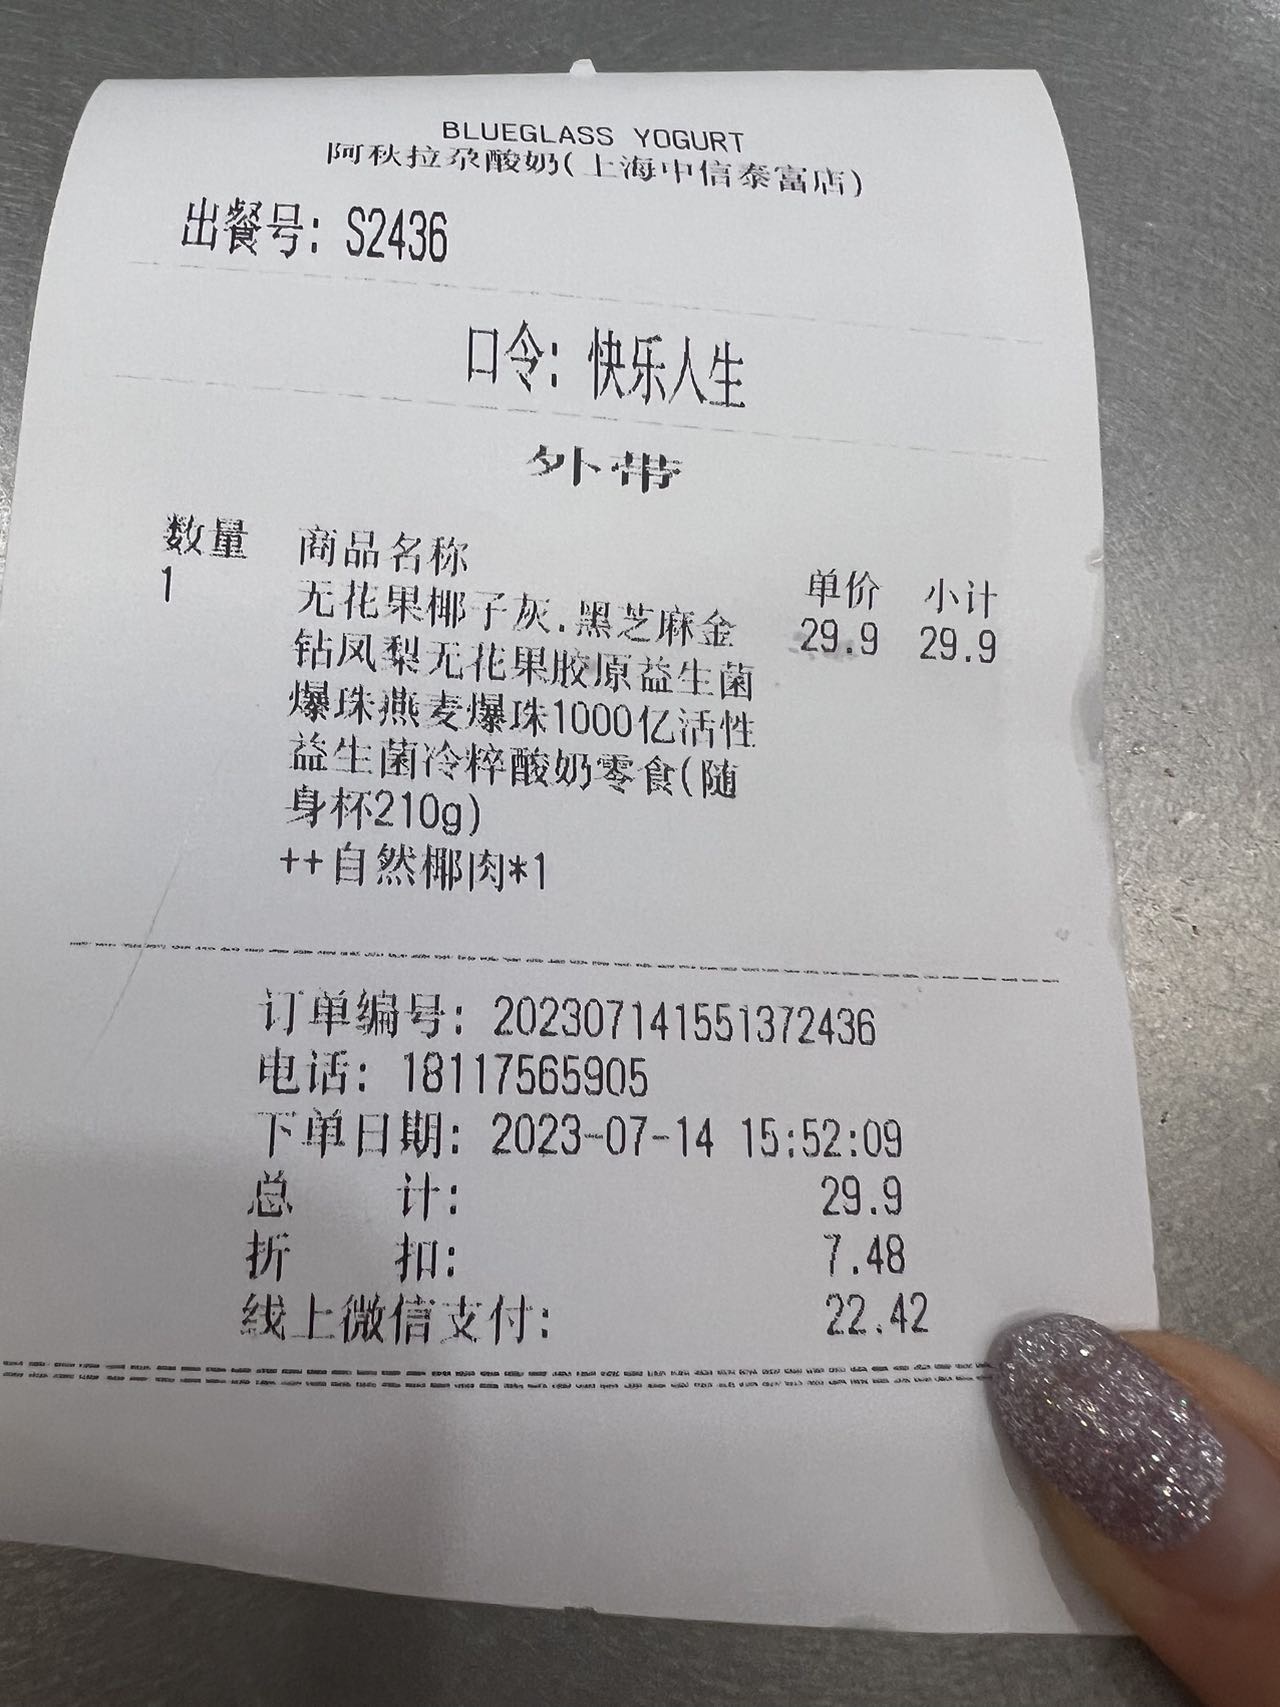 BLUEGLASS YOGURT
阿秋拉尕酸奶(上海中信泰富店)
出餐号: S2436
口令: 快乐人生
外带
数量 商品名称 单价 小计
1 无花果椰子灰.黑芝麻金 29.9 29.9
钻凤梨无花果胶原益生菌
爆珠燕麦爆珠1000亿活性
益生菌冷粹酸奶零食(随
身杯210g)
++自然椰肉*1
订单编号: 202307141551372436
电话: 18117565905
下单日期: 2023-07-14 15:52:09
总 计: 29.9
折 扣: 7.48
线上微信支付: 22.42